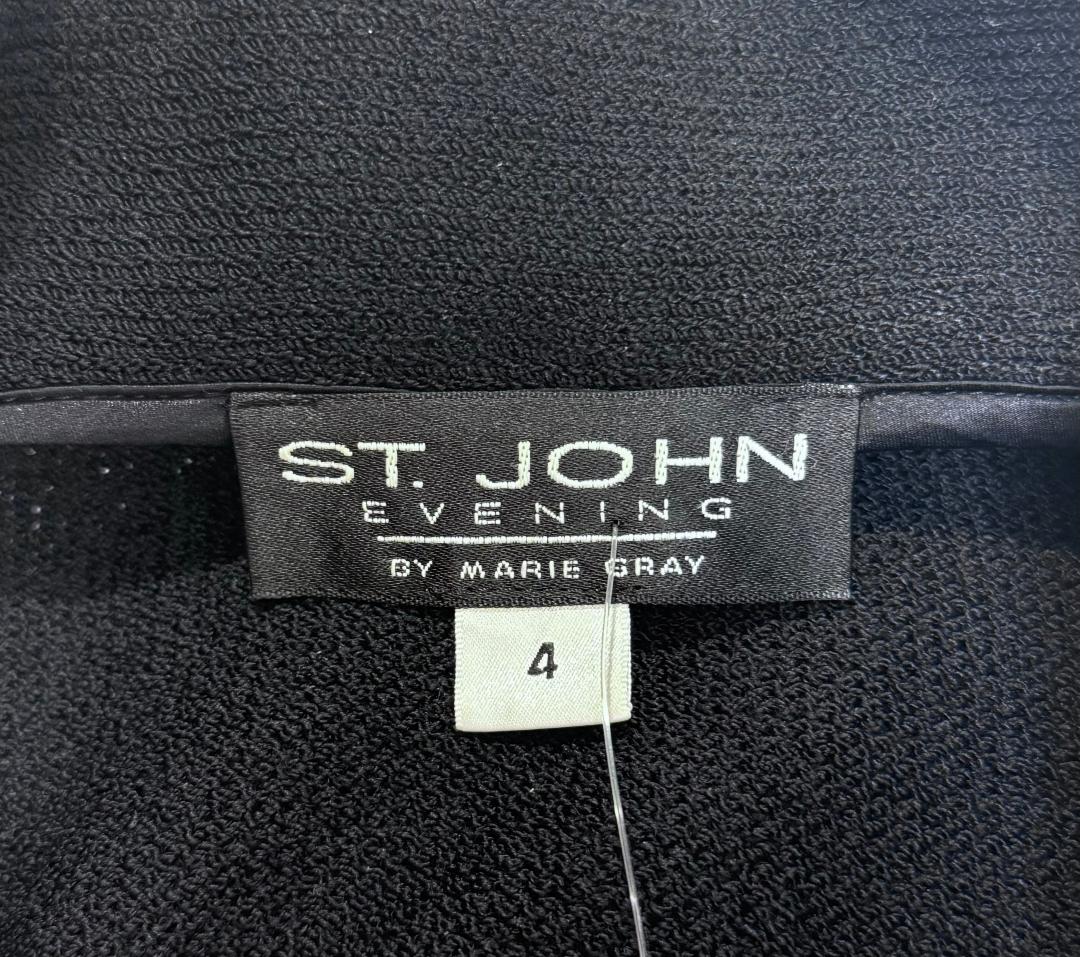 ST. JOHN
EVENING
BY MARIE GRAY
4